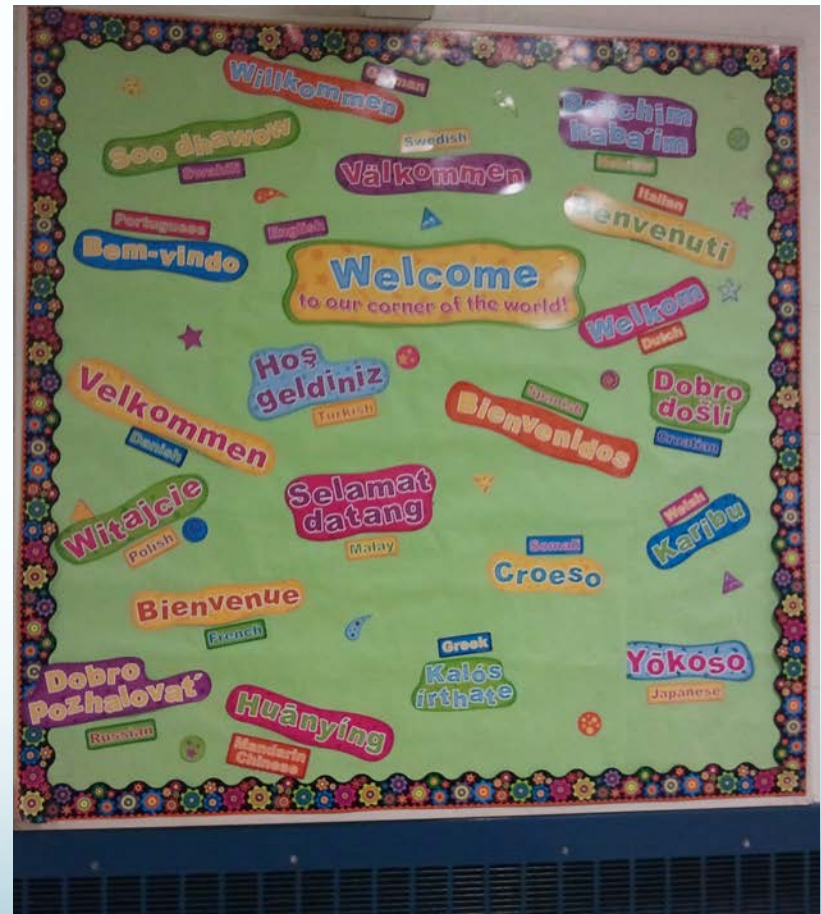 Willkommen
German
Bruchim
haba'im
Hebrew
Soo dhawow
Swahili
Swedish
Välkommen
Italian
Benvenuti
Portuguese
Bem-vindo
English
Welcome
to our corner of the world!
Welkom
Dutch
Hoş
geldiniz
Turkish
Velkommen
Danish
Spanish
Bienvenidos
Dobro
došli
Croatian
Witajcie
Polish
Selamat
datang
Malay
Welsh
Karibu
Somali
Croeso
Bienvenue
French
Dobro
Pozhalovat'
Russian
Huānyíng
Mandarin
Chinese
Greek
Kalós
írthate
Yōkoso
Japanese